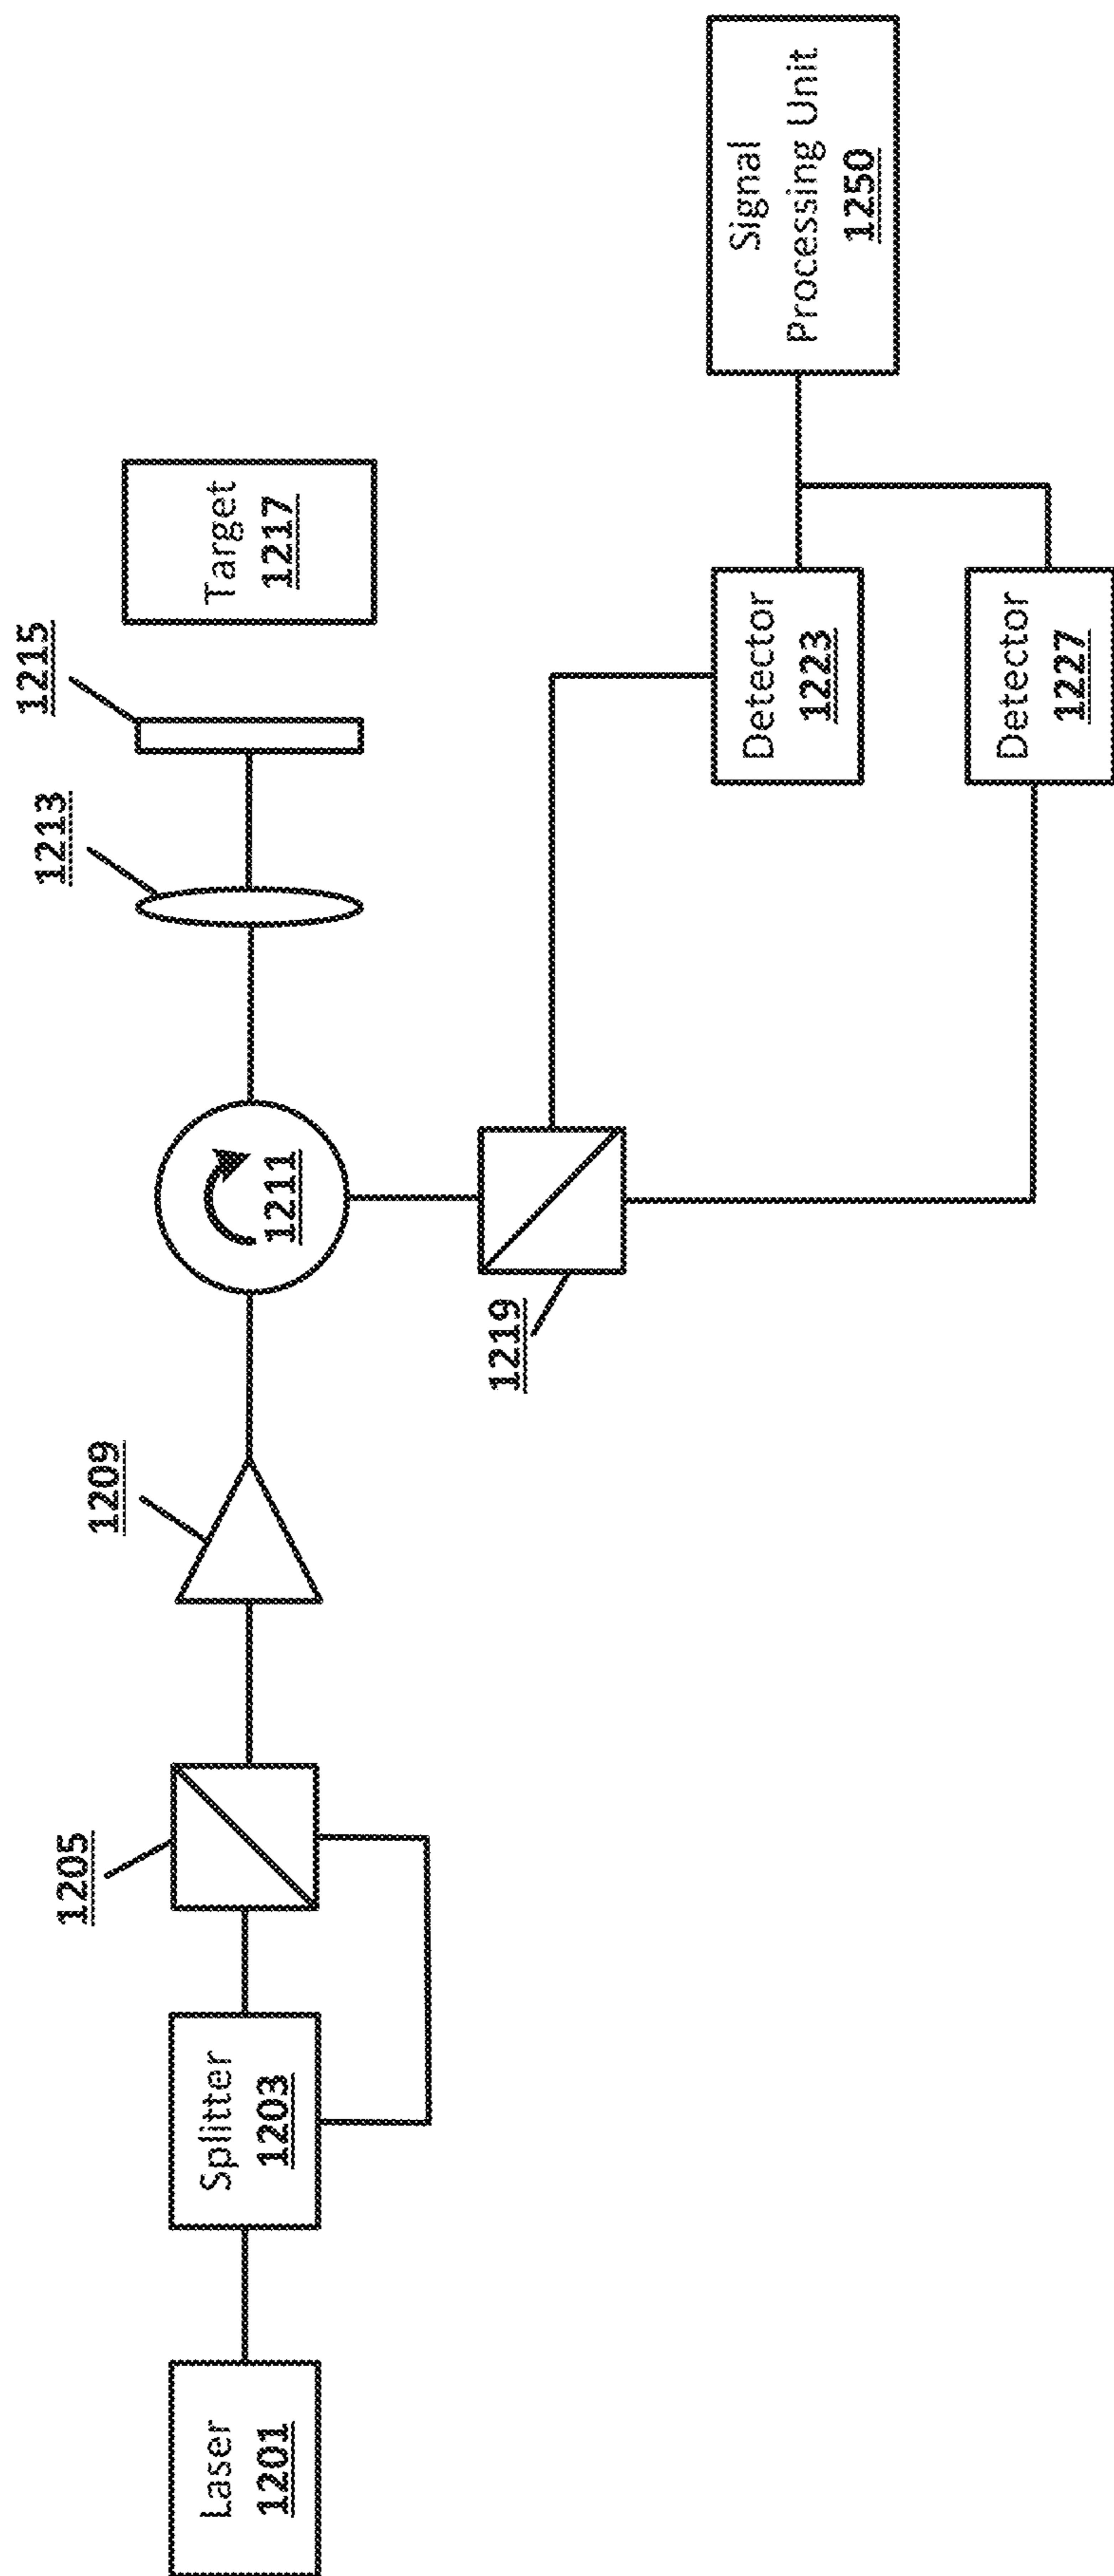 1215
1213
1209
1205
Laser
1201
Splitter
1203
1211
Target
1217
1219
Detector
1223
Signal
Processing Unit
1250
Detector
1227